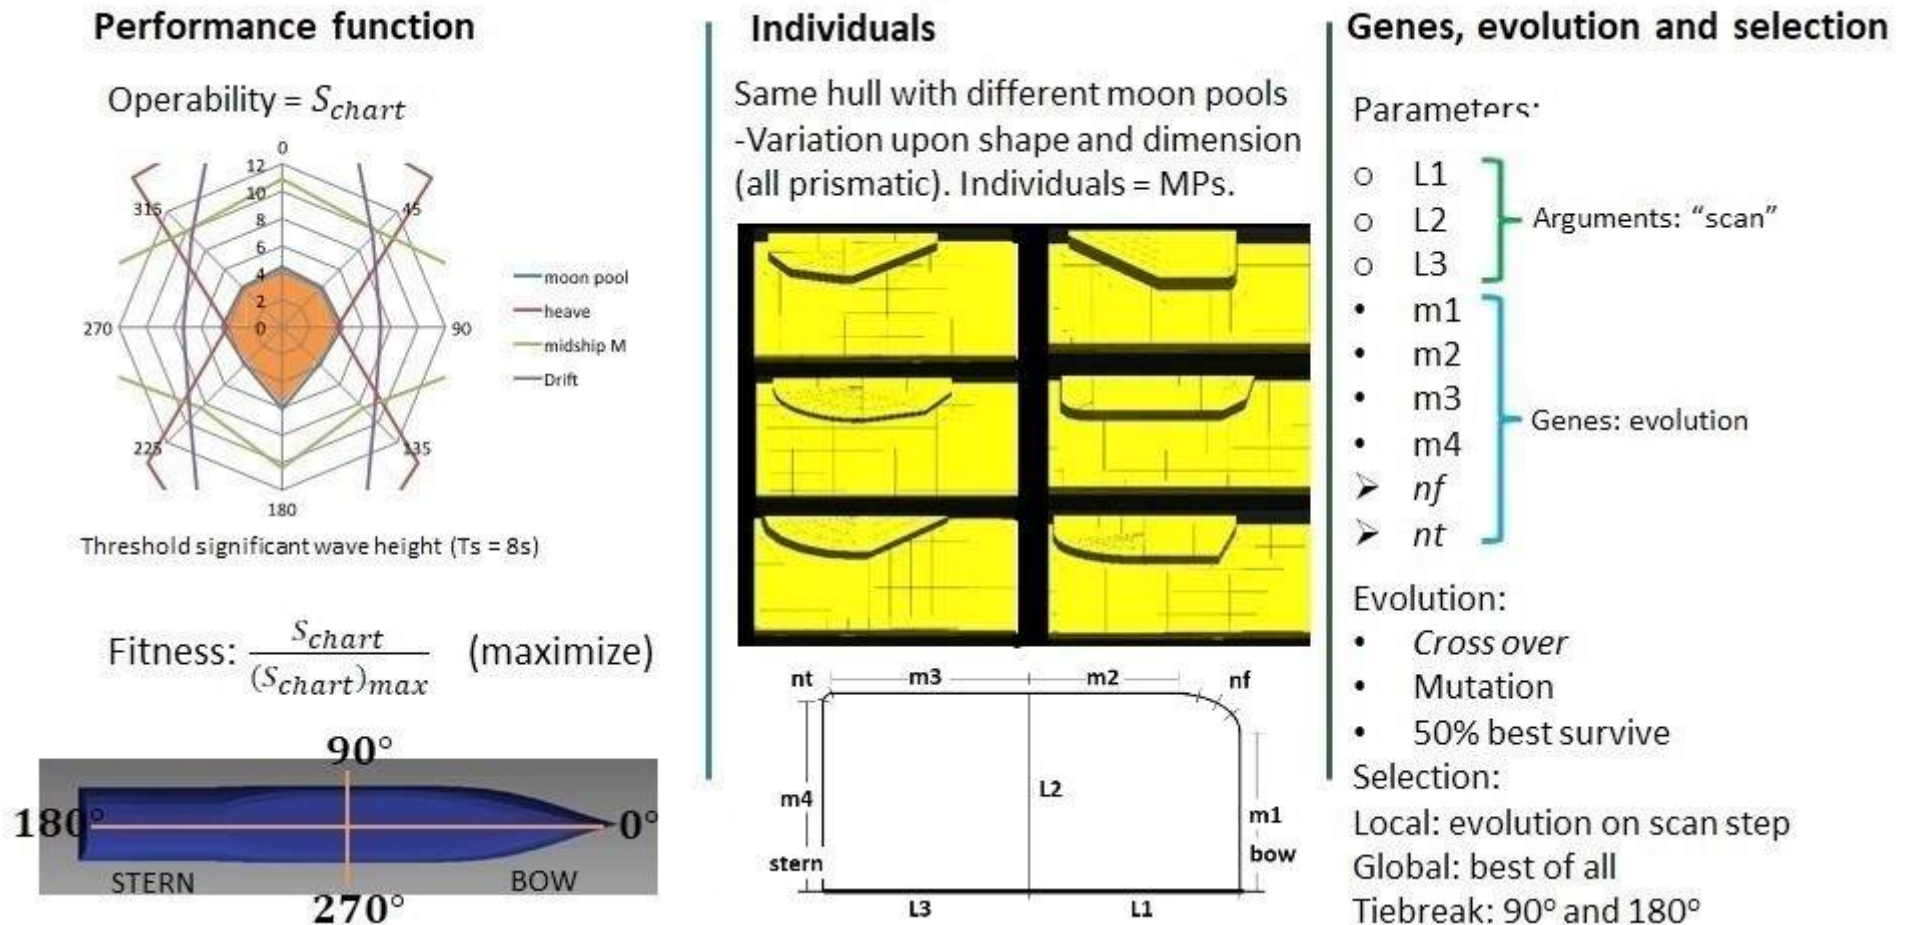 Performance function
Operability = S_chart
0
12
10
8
6
4
2
0
315
45
270
90
225
135
180
moon pool
heave
midship M
Drift
Threshold significant wave height (Ts = 8s)
Fitness: S_chart / (S_chart)max (maximize)
90°
180°
0°
STERN
BOW
270°
Individuals
Same hull with different moon pools
-Variation upon shape and dimension
(all prismatic). Individuals = MPs.
nt
m3
m2
nf
m4
L2
m1
stern
bow
L3
L1
Genes, evolution and selection
Parameters:
o L1
o L2
o L3
Arguments: “scan”
• m1
• m2
• m3
• m4
➢ nf
➢ nt
Genes: evolution
Evolution:
• Cross over
• Mutation
• 50% best survive
Selection:
Local: evolution on scan step
Global: best of all
Tiebreak: 90º and 180º